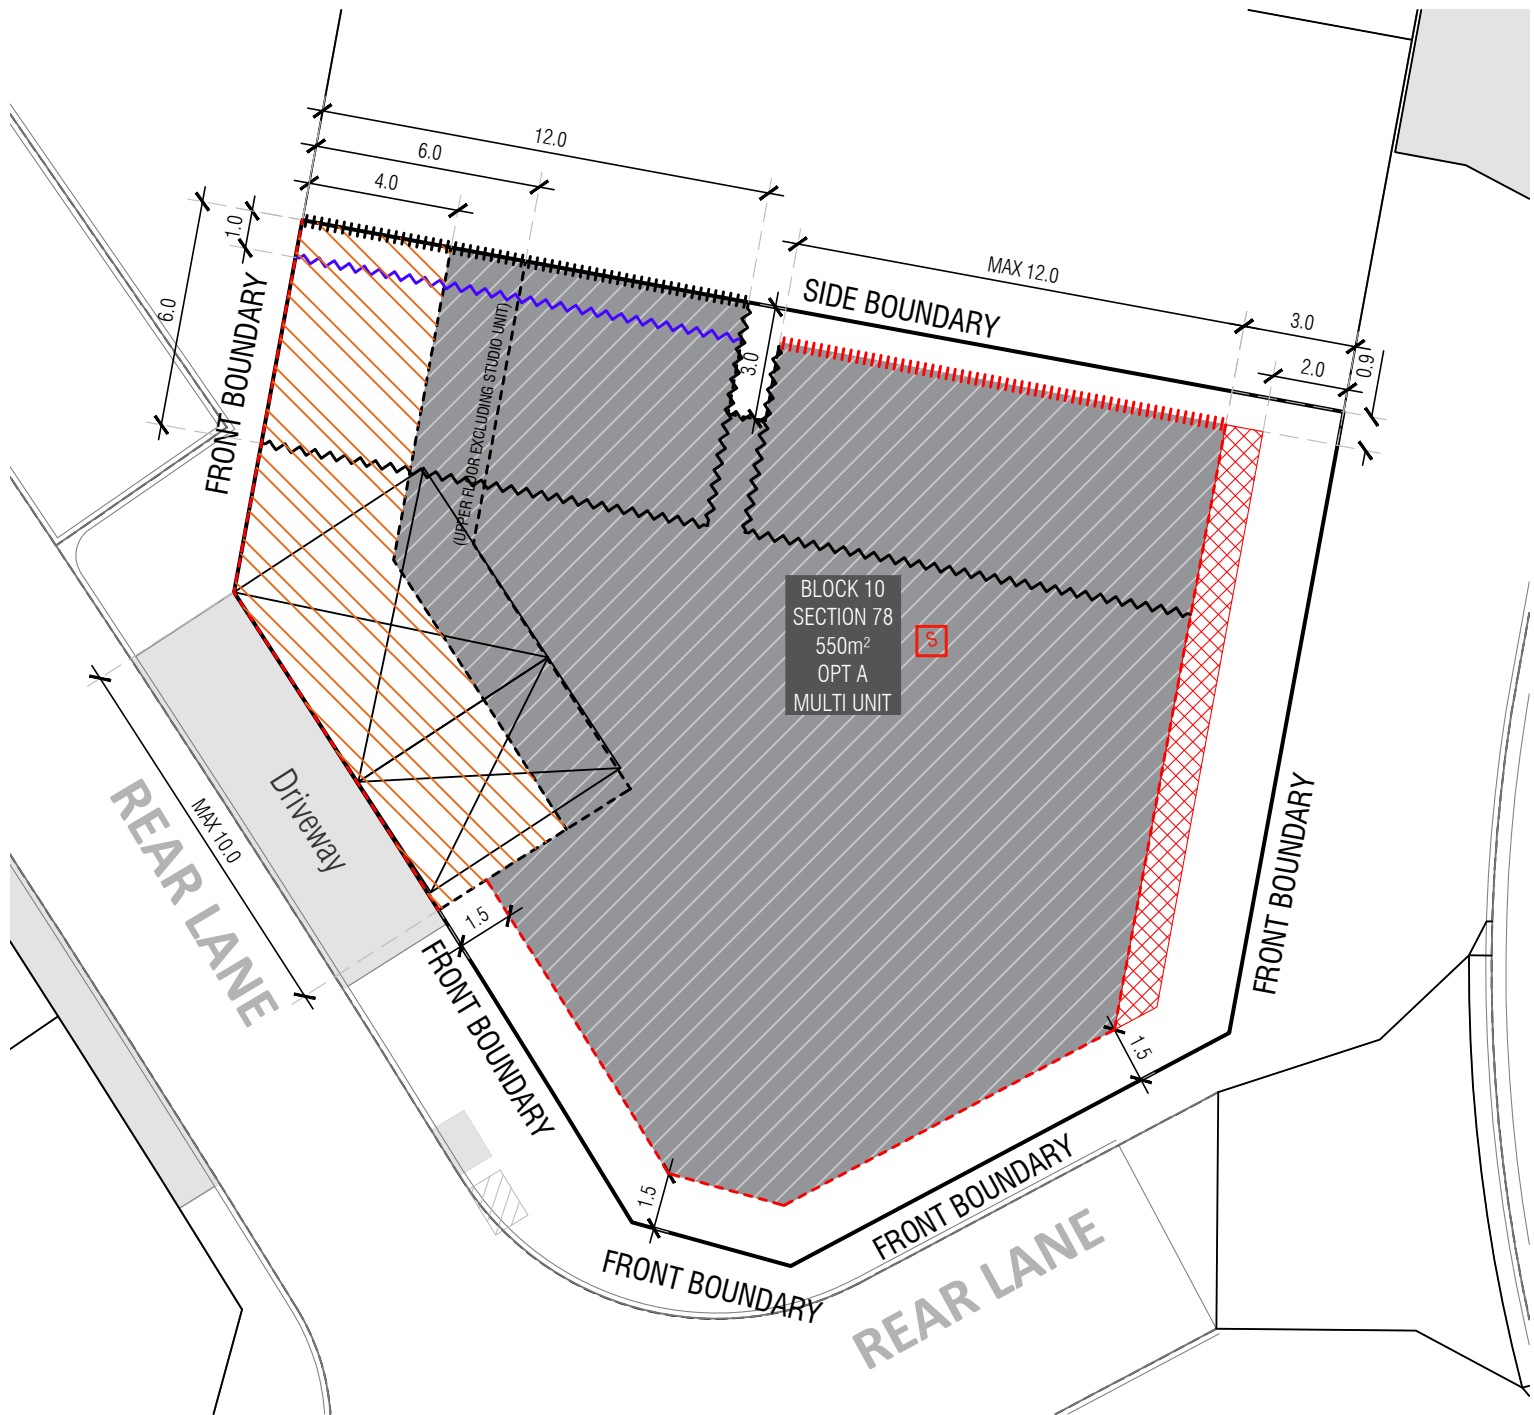 12.0
6.0
4.0
1.0
6.0
MAX 12.0
3.0
2.0
0.9
SIDE BOUNDARY
3.0
FRONT BOUNDARY
(UPPER FLOOR EXCLUDING STUDIO UNIT)
BLOCK 10
SECTION 78
550m²
OPT A
MULTI UNIT
S
MAX 10.0
Driveway
REAR LANE
1.5
FRONT BOUNDARY
FRONT BOUNDARY
1.5
1.5
FRONT BOUNDARY
FRONT BOUNDARY
REAR LANE